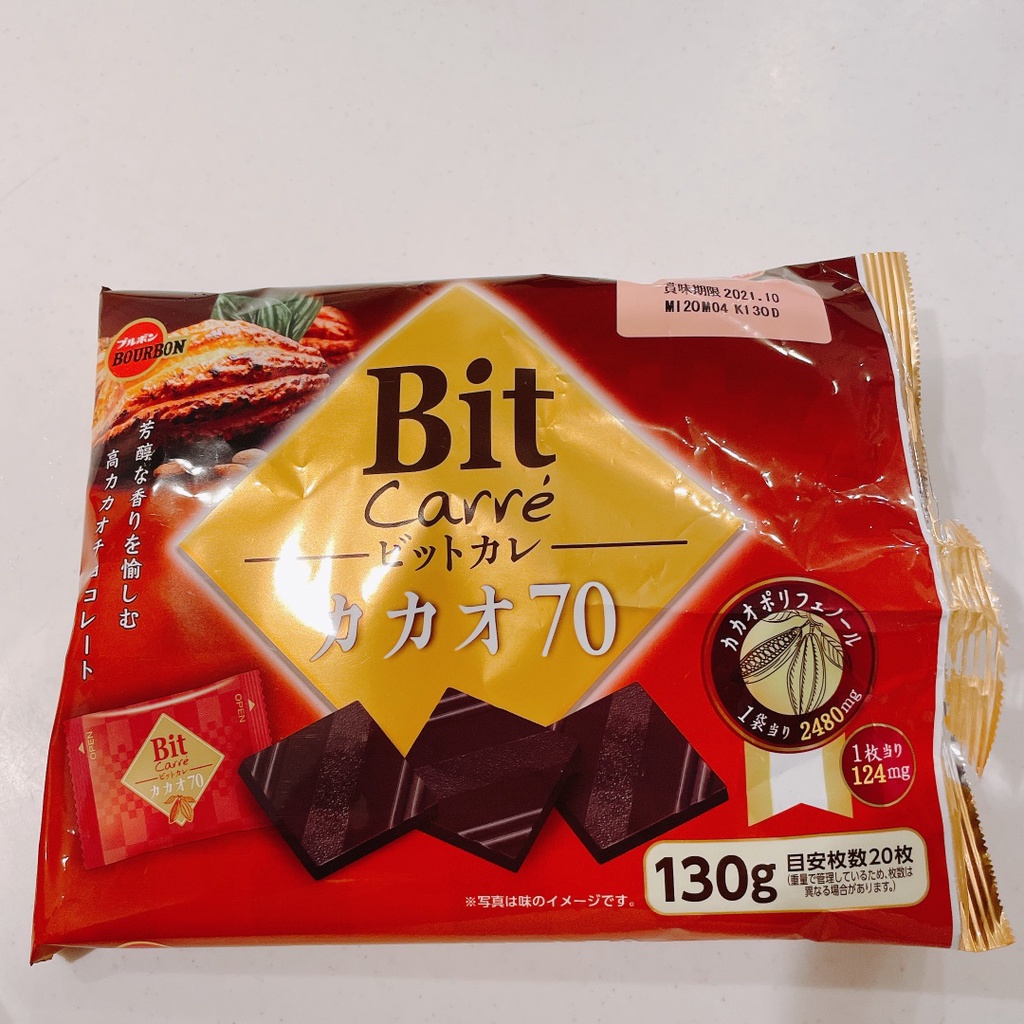 賞味期限 2021.10
M120M04 K130D
ブルボン
BOURBON
芳醇な香りを愉しむ
高カカオチョコレート
Bit
Carré
ビットカレ
カカオ70
カカオポリフェノール
1袋当り 2480mg
1枚当り
124mg
OPEN
OPEN
Bit
Carré
ビットカレ
カカオ70
130g
目安枚数20枚
(重量で管理しているため、枚数は
異なる場合があります。)
※写真は味のイメージです。